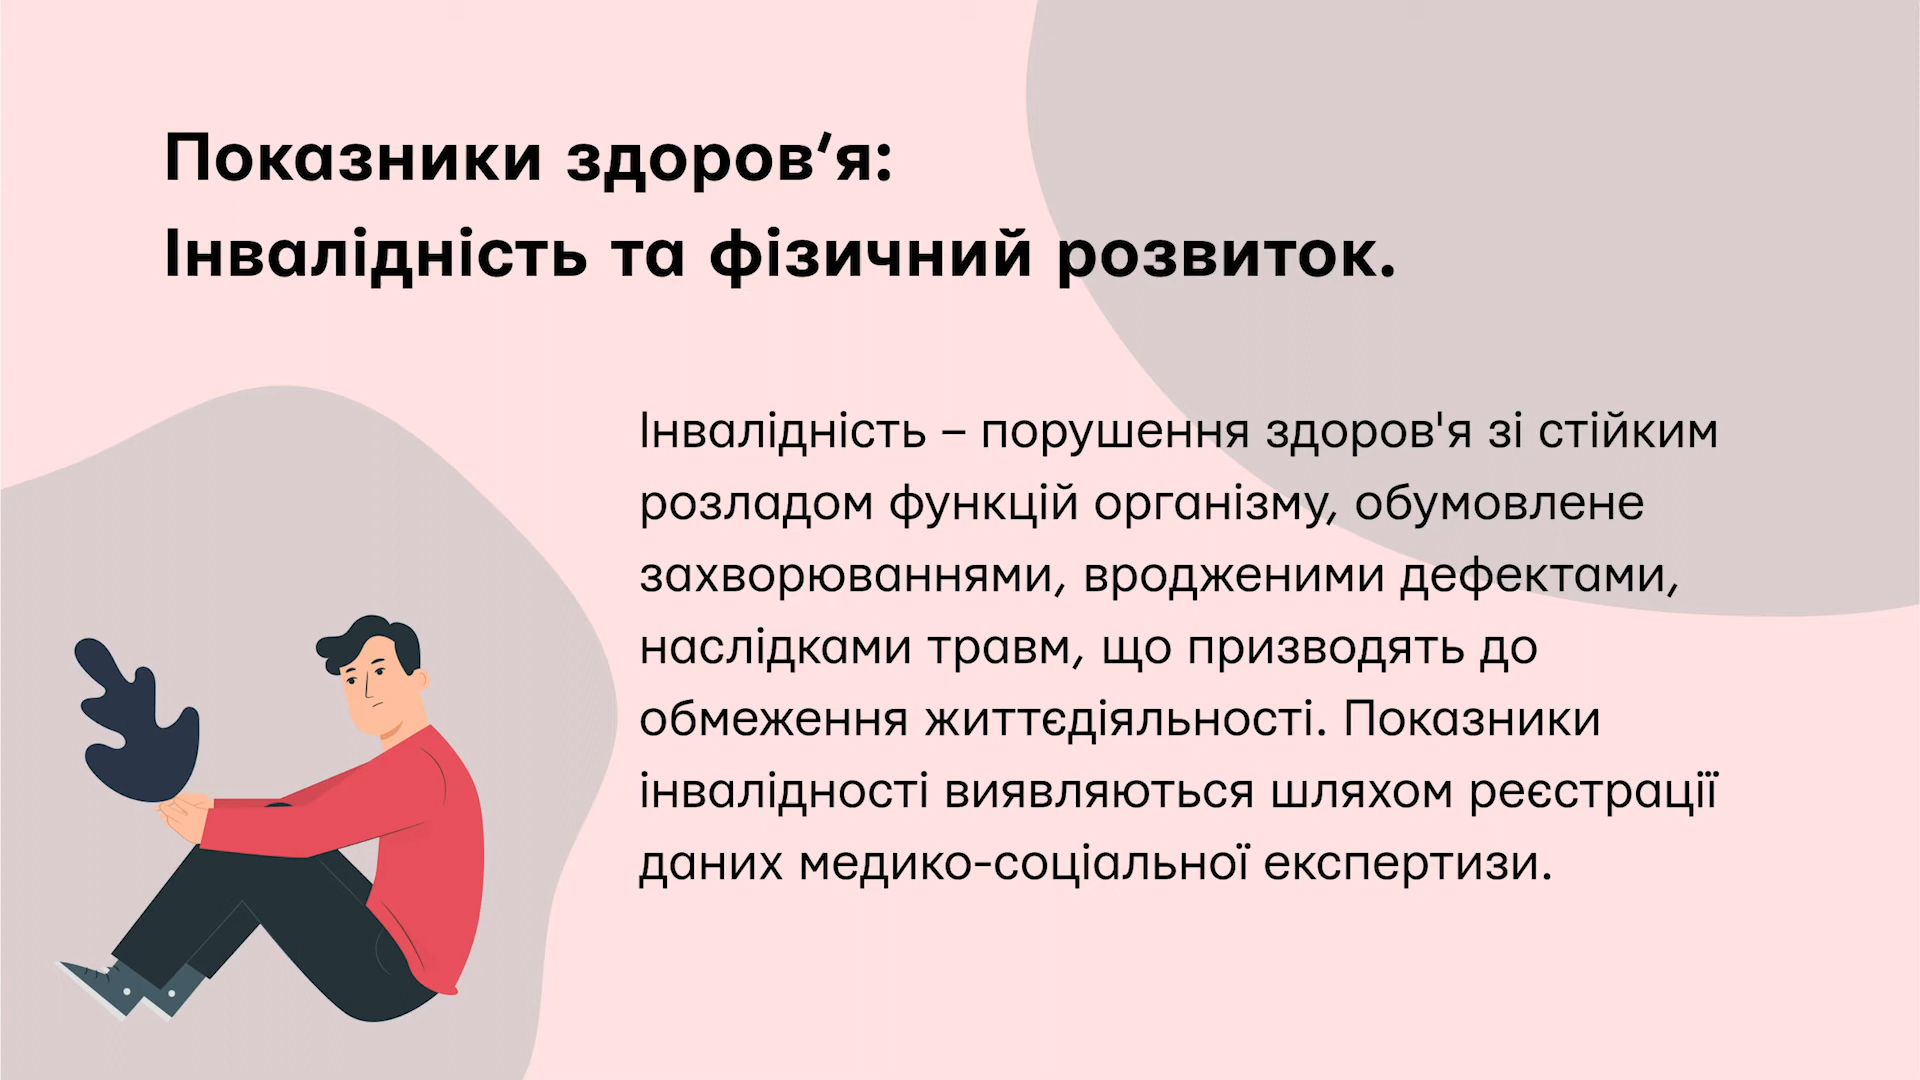 Показники здоров’я:
Інвалідність та фізичний розвиток.
Інвалідність – порушення здоров'я зі стійким
розладом функцій організму, обумовлене
захворюваннями, вродженими дефектами,
наслідками травм, що призводять до
обмеження життєдіяльності. Показники
інвалідності виявляються шляхом реєстрації
даних медико-соціальної експертизи.